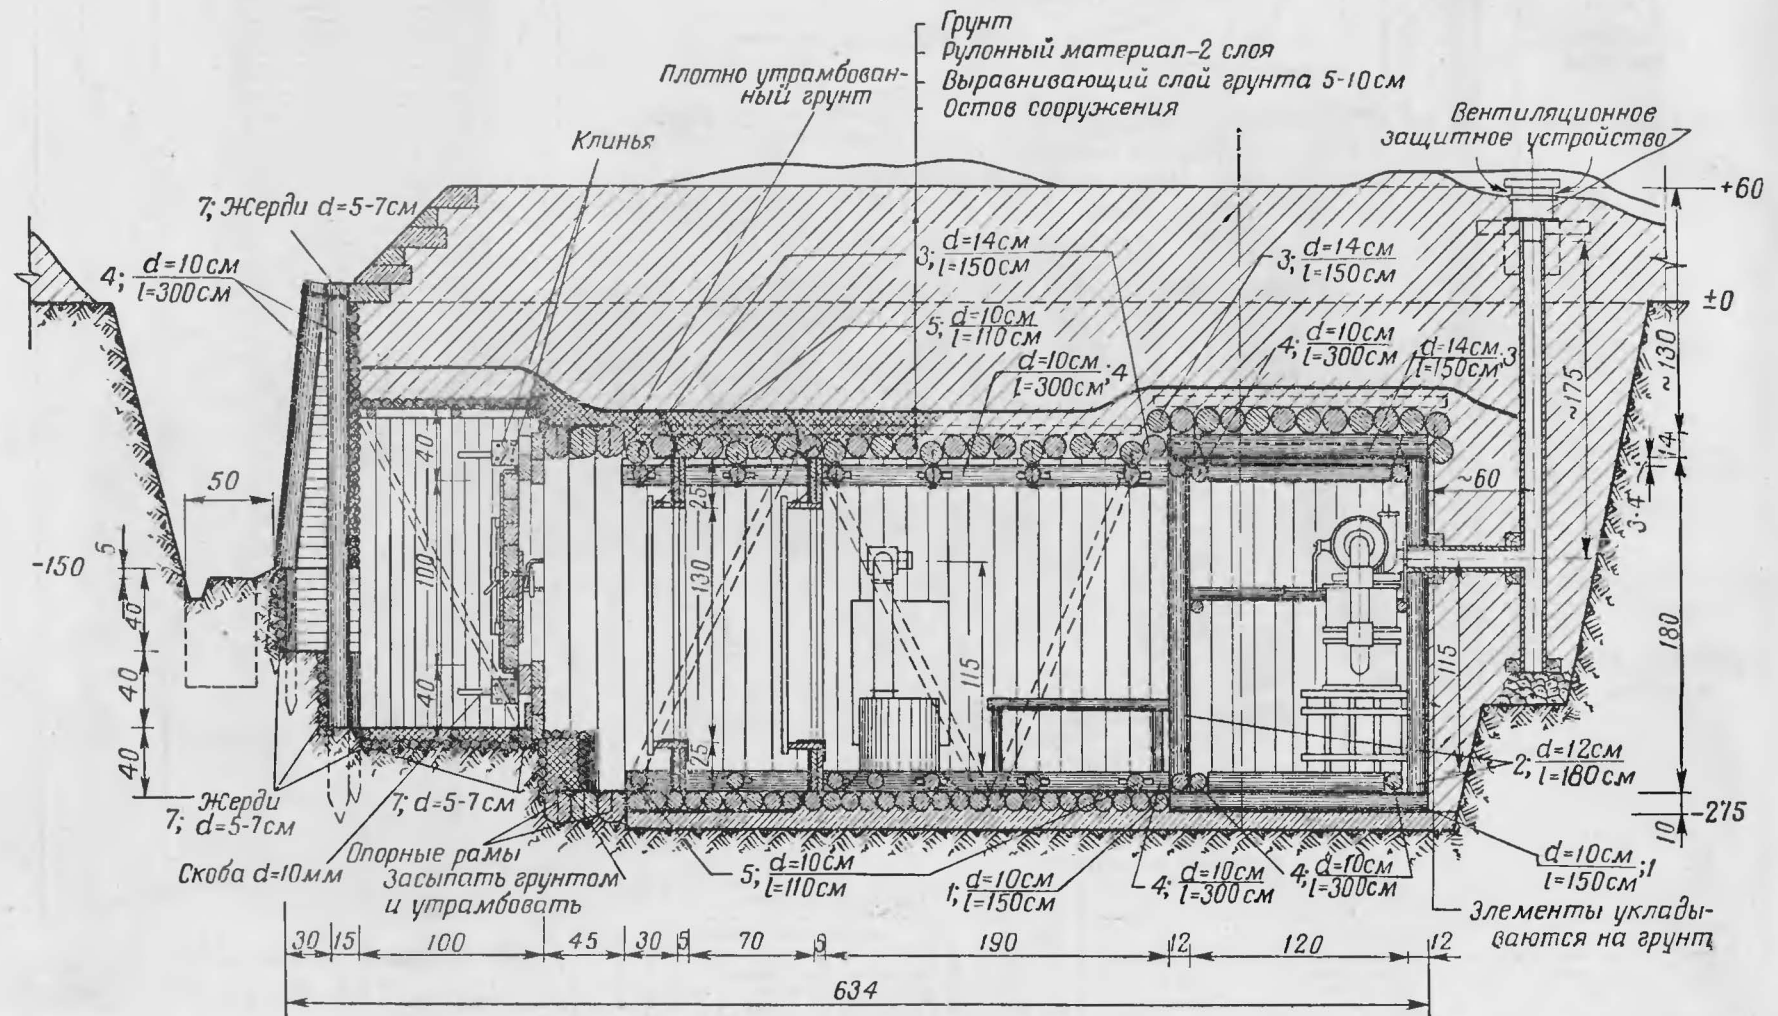 Грунт
Рулонный материал-2 слоя
Выравнивающий слой грунта 5-10см
Остов сооружения
Плотно утрамбован-
ный грунт
Клинья
Вентиляционное
защитное устройство
+60
7; Жерди d=5-7см
4; d=10см
l=300см
3; d=14см
l=150см
3; d=14см
l=150см
±0
5; d=10см
l=110см
4; d=10см
l=300см
d=14см
l=150см; 3
d=10см
l=300см; 4
~175
~130
14
3-4
180
10
~60
50
6
-150
40
40
40
40
100
40
25
130
25
115
115
2; d=12см
l=180см
-275
Жерди
7; d=5-7см
7; d=5-7см
Скоба d=10мм
Опорные рамы
Засыпать грунтом
и утрамбовать
5; d=10см
l=110см
1; d=10см
l=150см
4; d=10см
l=300см
4; d=10см
l=300см
d=10см
l=150см; 1
Элементы уклады-
ваются на грунт
30 15 100 45 30 5 70 5 190 12 120 12
634